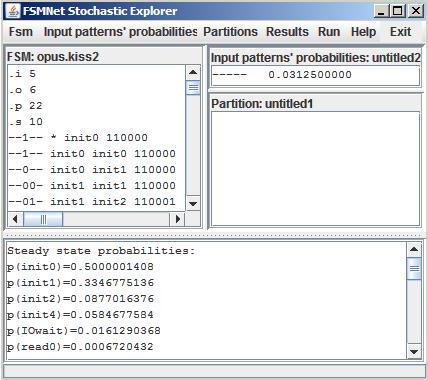 FSMNet Stochastic Explorer
Fsm Input patterns' probabilities Partitions Results Run Help Exit
FSM: opus.kiss2
.i 5
.o 6
.p 22
.s 10
--1-- * init0 110000
--1-- init0 init0 110000
--0-- init0 init1 110000
--00- init1 init1 110000
--01- init1 init2 110001
Input patterns' probabilities: untitled2
----- 0.0312500000
Partition: untitled1
Steady state probabilities:
p(init0)=0.5000001408
p(init1)=0.3346775136
p(init2)=0.0877016376
p(init4)=0.0584677584
p(IOwait)=0.0161290368
p(read0)=0.0006720432